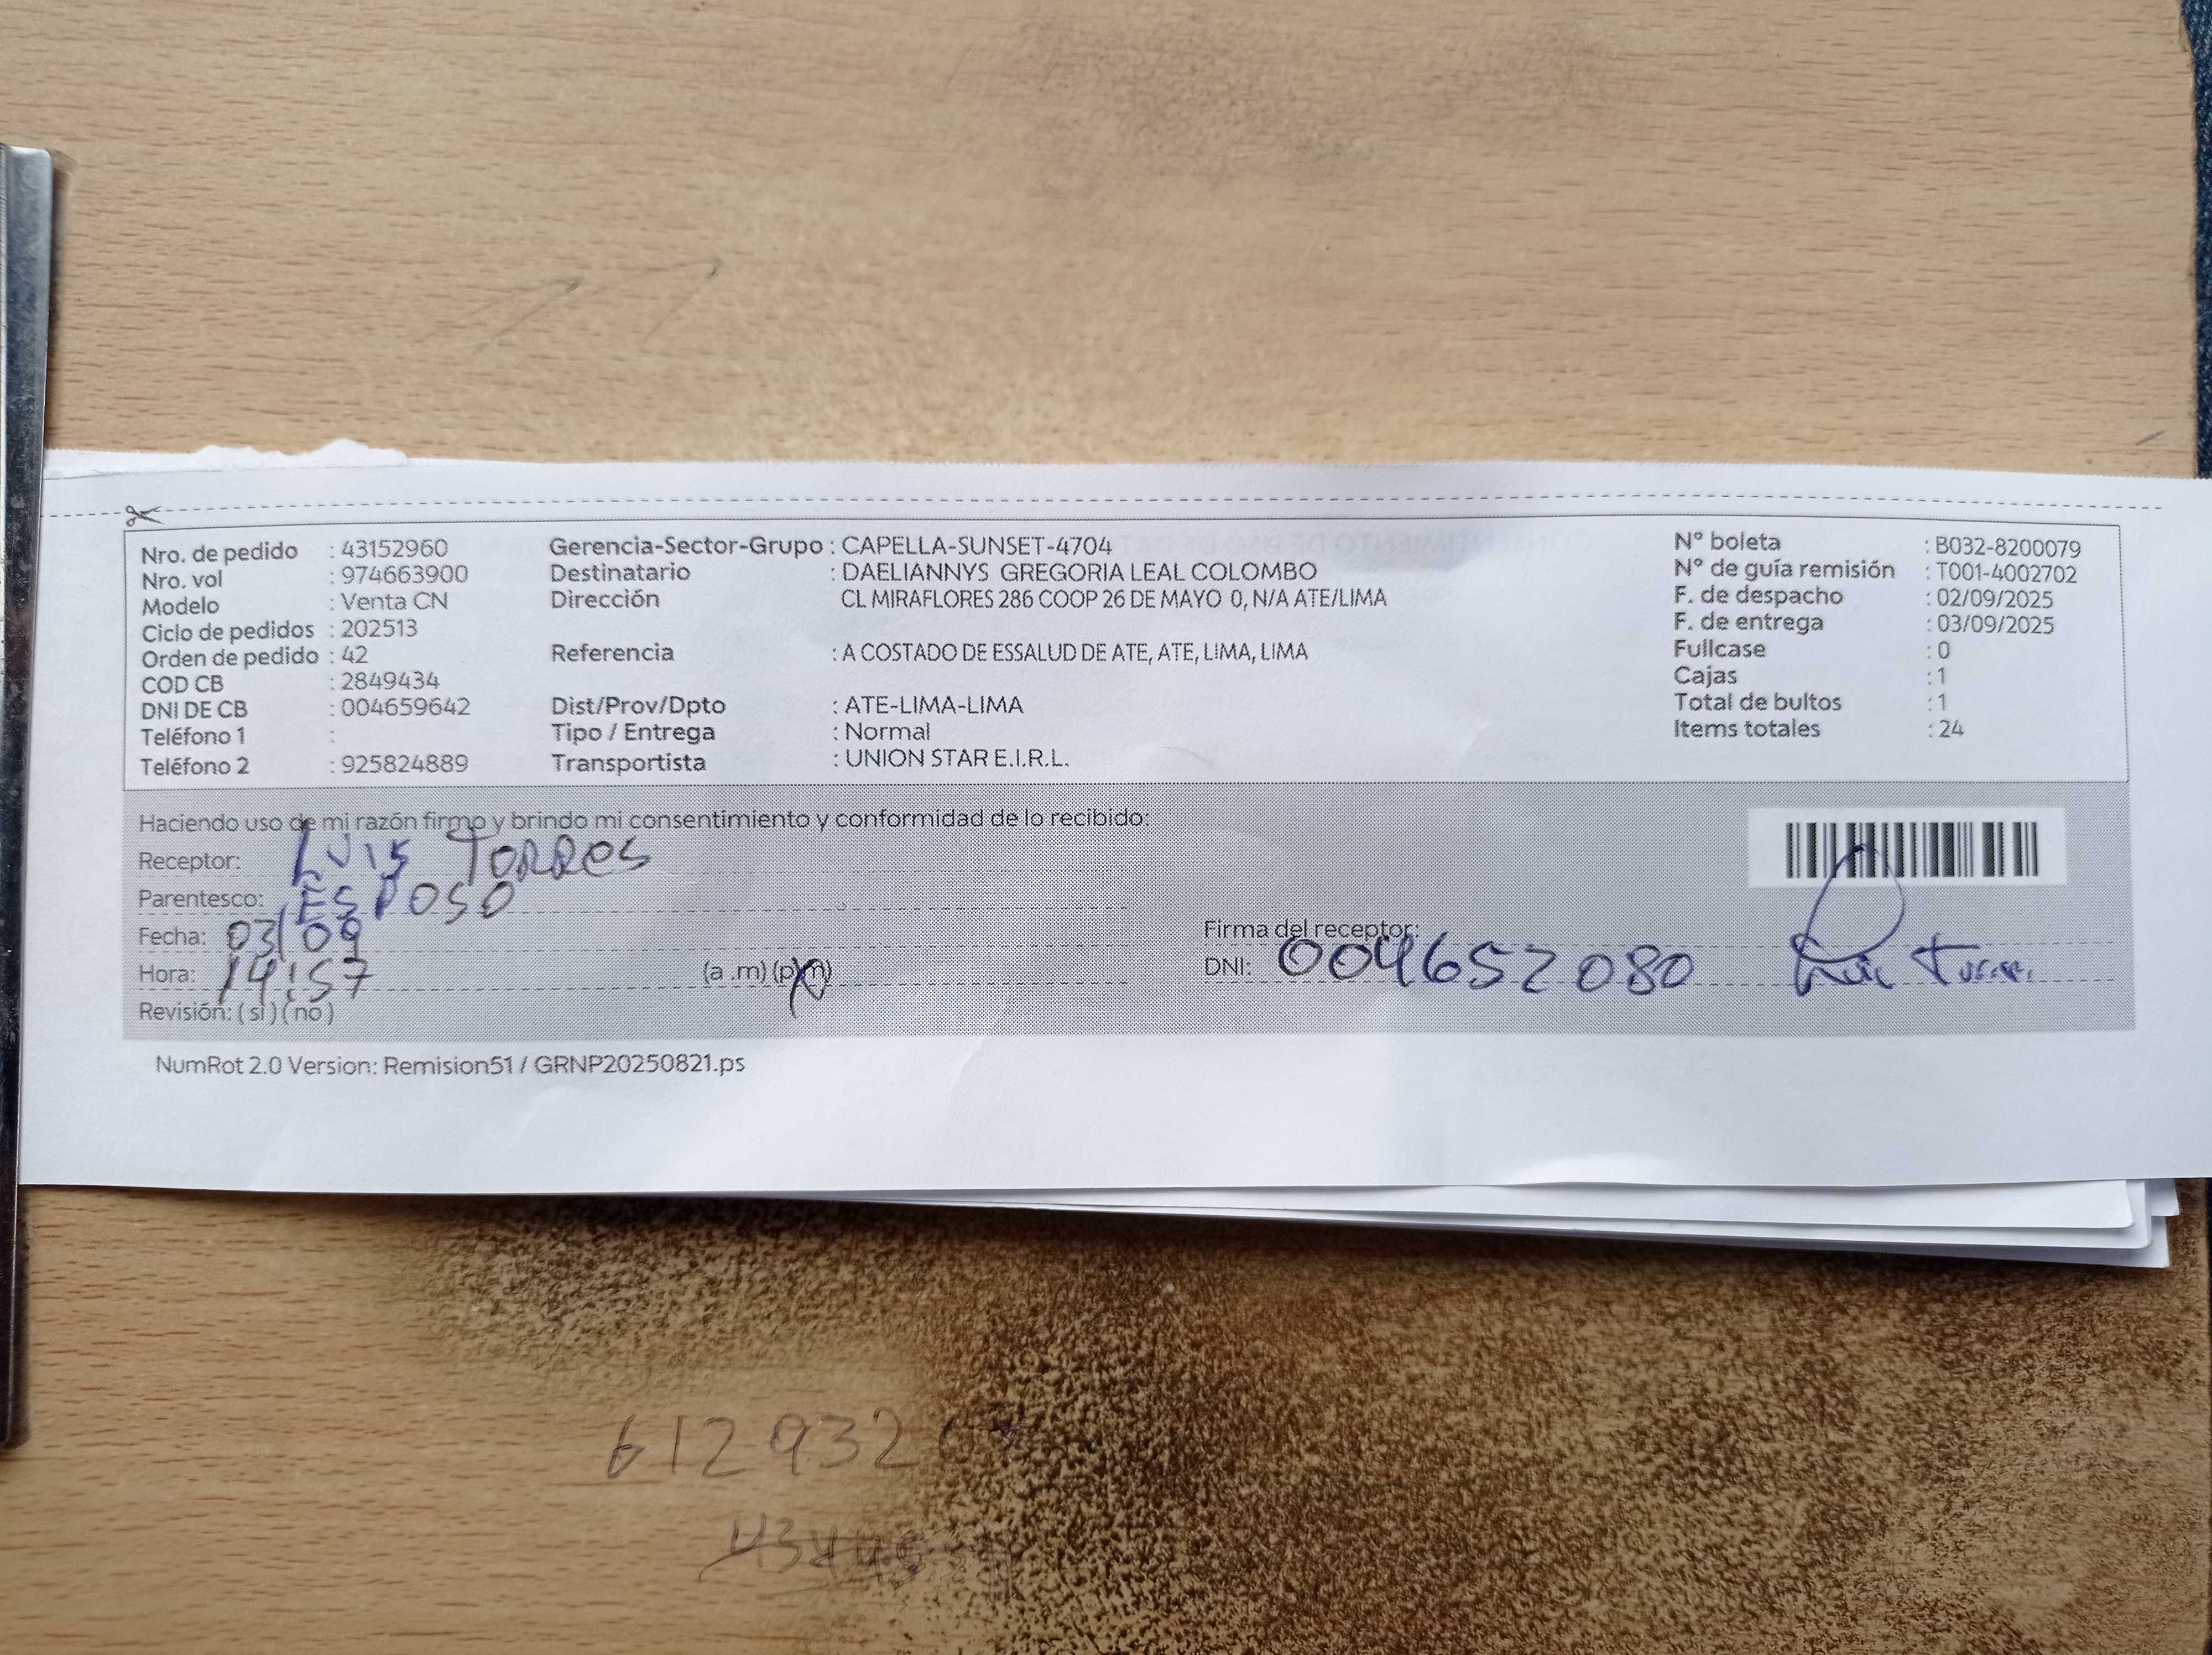 Nro. de pedido : 43152960
Nro. vol : 974663900
Modelo : Venta CN
Ciclo de pedidos : 202513
Orden de pedido : 42
COD CB : 2849434
DNI DE CB : 004659642
Teléfono 1 :
Teléfono 2 : 925824889
Gerencia-Sector-Grupo : CAPELLA-SUNSET-4704
Destinatario : DAELIANNYS GREGORIA LEAL COLOMBO
Dirección CL MIRAFLORES 286 COOP 26 DE MAYO 0, N/A ATE/LIMA
Referencia : A COSTADO DE ESSALUD DE ATE, ATE, LIMA, LIMA
Dist/Prov/Dpto : ATE-LIMA-LIMA
Tipo / Entrega : Normal
Transportista : UNION STAR E.I.R.L.
N° boleta : B032-8200079
N° de guía remisión : T001-4002702
F. de despacho : 02/09/2025
F. de entrega : 03/09/2025
Fullcase : 0
Cajas : 1
Total de bultos : 1
Items totales : 24
Haciendo uso de mi razón firmo y brindo mi consentimiento y conformidad de lo recibido:
Receptor: LUIS TORRES
Parentesco: ESPOSO
Fecha: 03/09
Hora: 14:57 (a .m) (p.m)
Revisión: ( si ) ( no )
Firma del receptor:
DNI: 004652080 Luis Torres
NumRot 2.0 Version: Remision51 / GRNP20250821.ps